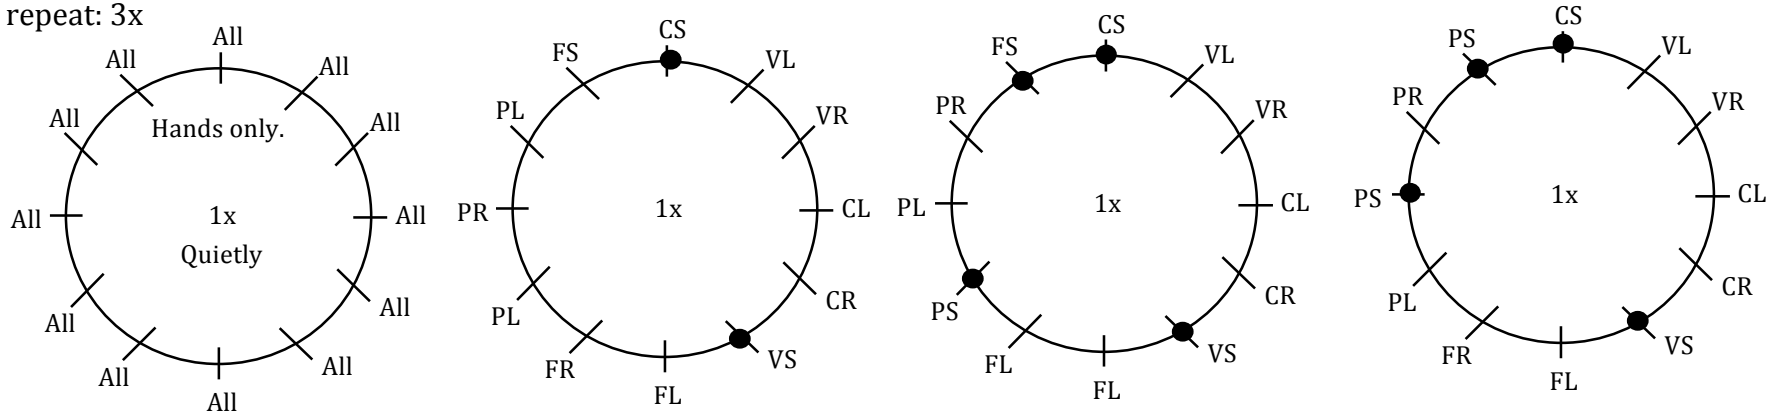 repeat: 3x
All
All
All
All
All
All
All
All
All
All
All
All
Hands only.
1x
Quietly
CS
VL
VR
CL
CR
VS
FL
FR
PL
PR
PL
FS
1x
CS
VL
VR
CL
CR
VS
FL
FL
PS
PL
PR
FS
1x
CS
VL
VR
CL
CR
VS
FL
FR
PL
PS
PR
PS
1x